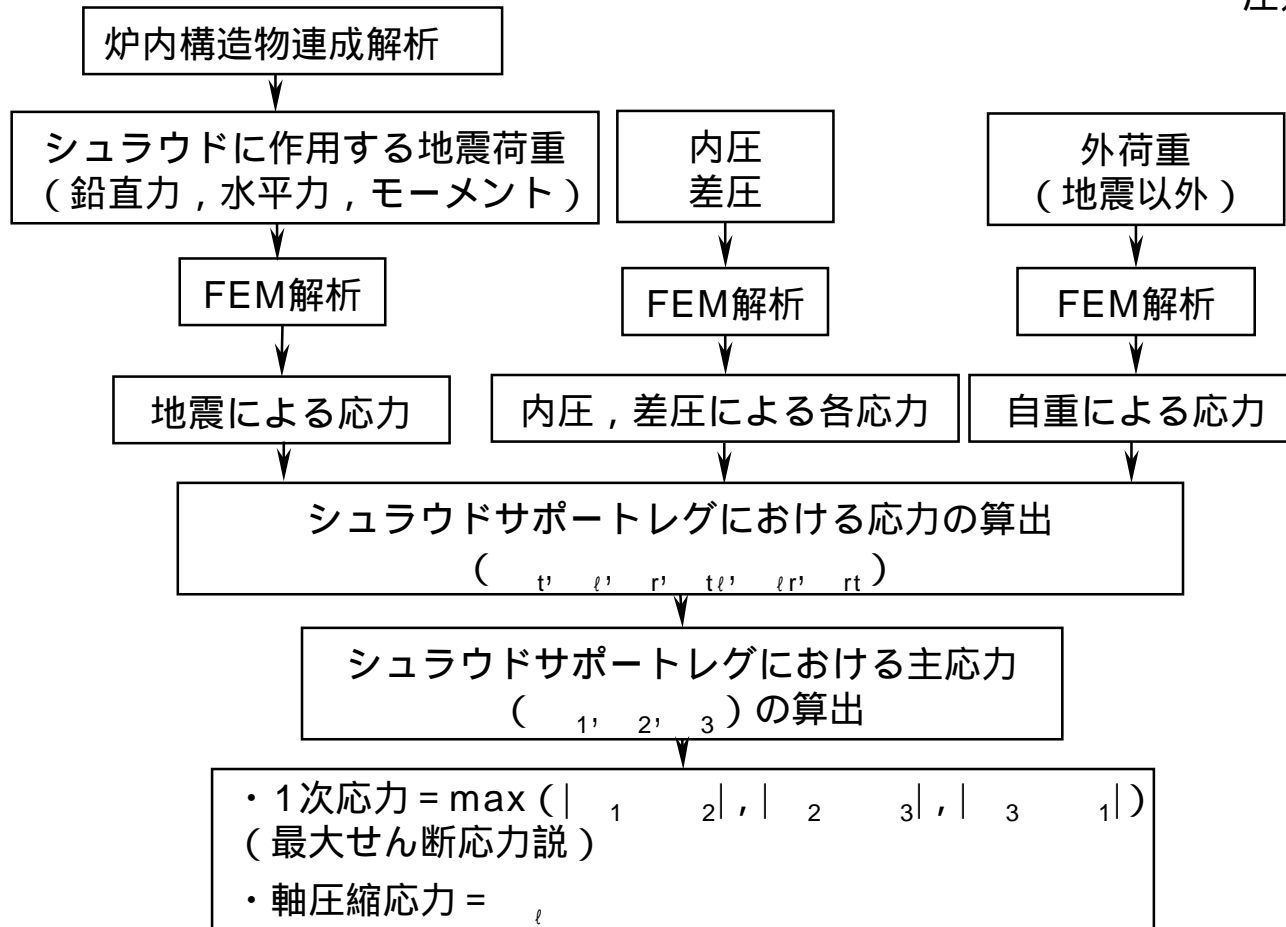 炉内構造物連成解析
シュラウドに作用する地震荷重
（鉛直力，水平力，モーメント）
内圧
差圧
外荷重
（地震以外）
FEM解析
FEM解析
FEM解析
地震による応力
内圧，差圧による各応力
自重による応力
シュラウドサポートレグにおける応力の算出
（ t, ℓ, r, tℓ, ℓr, rt ）
シュラウドサポートレグにおける主応力
（ 1, 2, 3 ）の算出
・1次応力 = max（| 1 2|，| 2 3|，| 3 1|）
（最大せん断応力説）
・軸圧縮応力 = ℓ